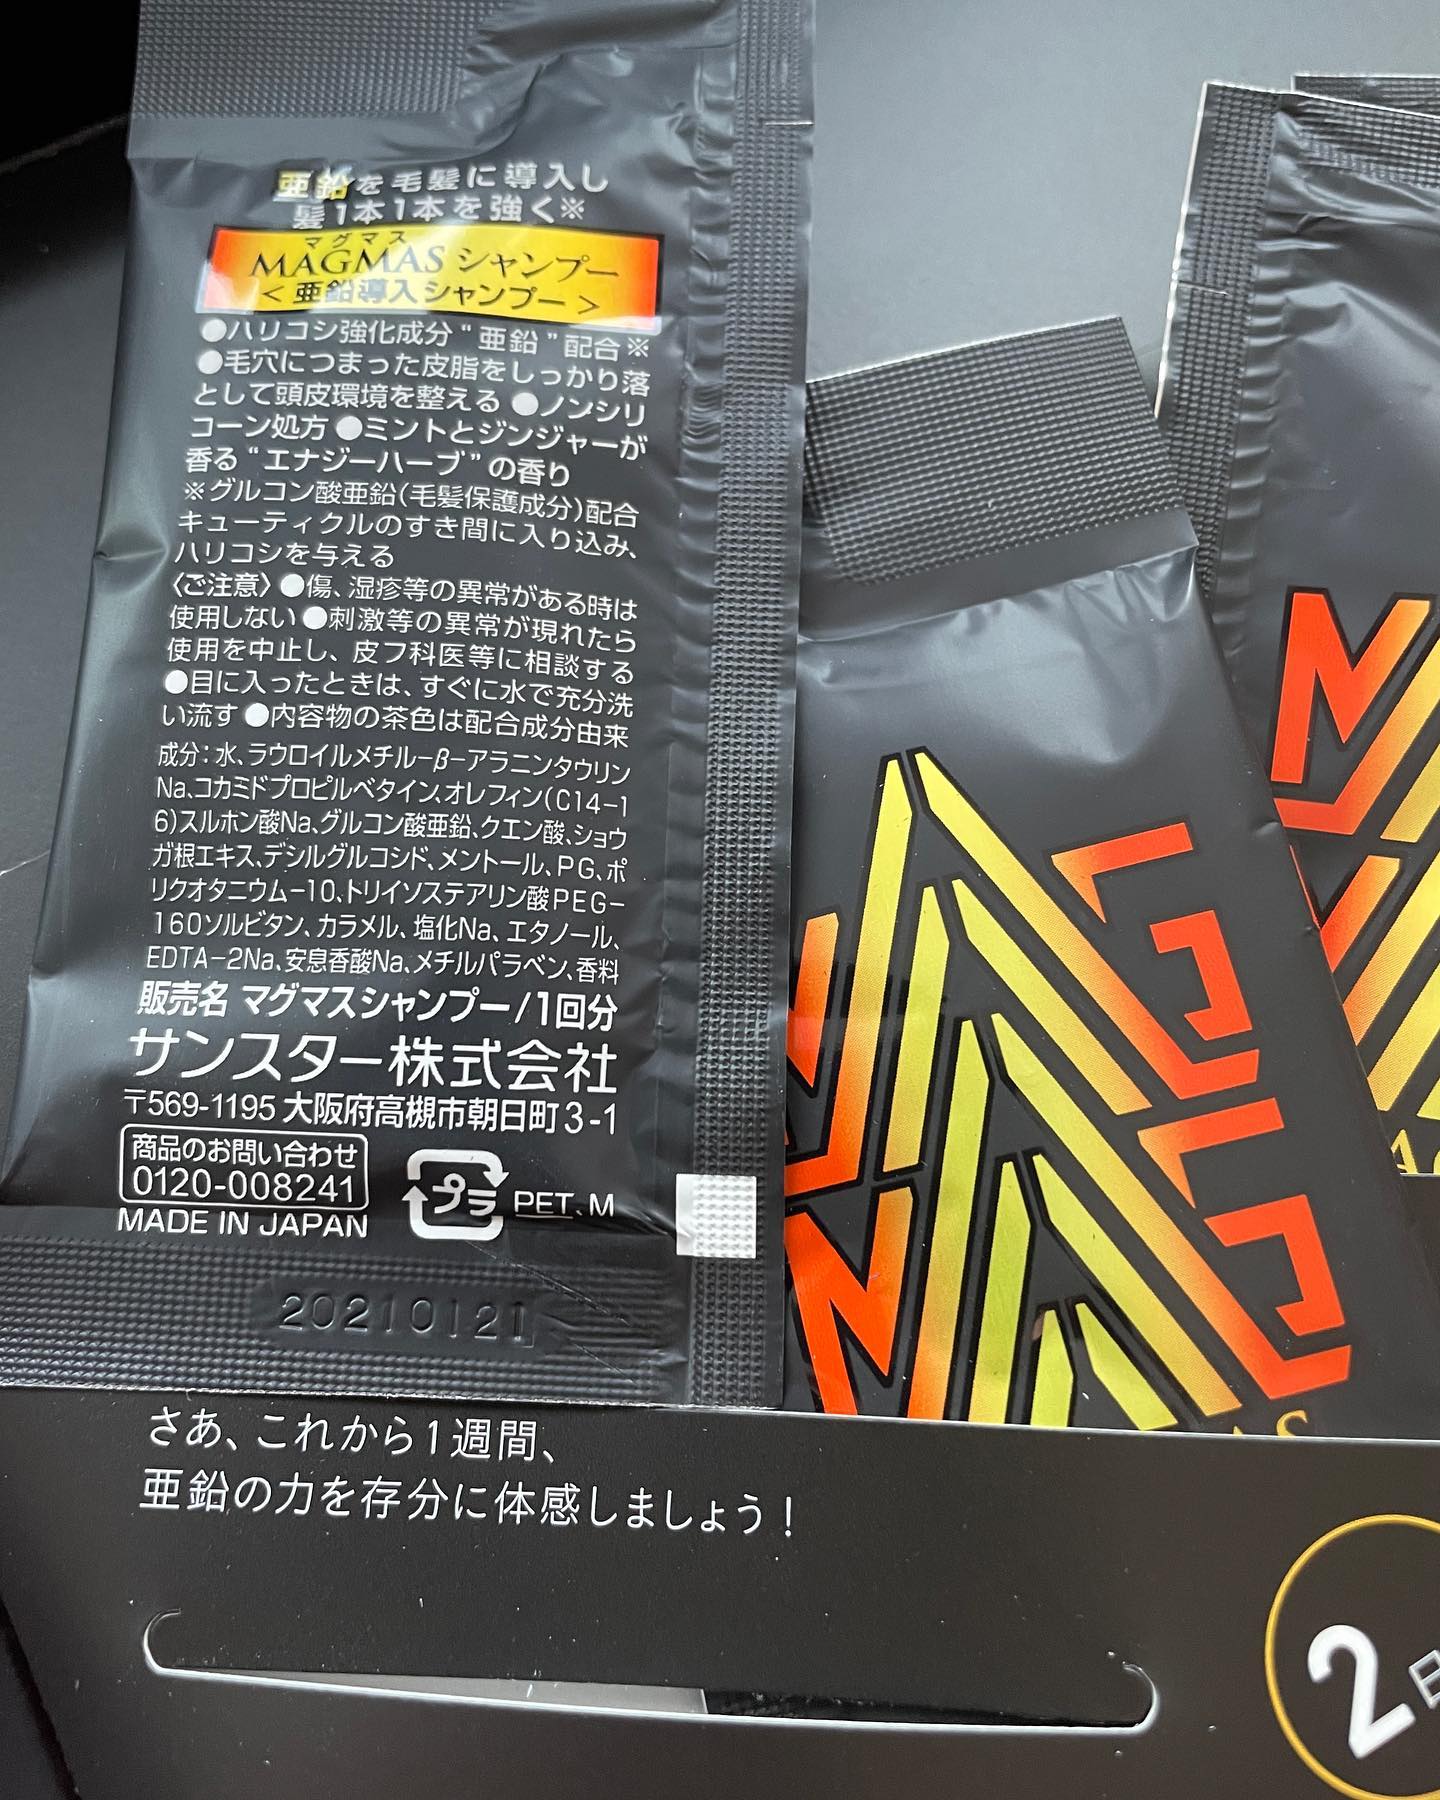 亜鉛を毛髪に導入し
髪1本1本を強く※
マグマス
MAGMAS シャンプー
＜亜鉛導入シャンプー＞
●ハリコシ強化成分“亜鉛”配合※
●毛穴につまった皮脂をしっかり落
として頭皮環境を整える ●ノンシリ
コーン処方 ●ミントとジンジャーが
香る“エナジーハーブ”の香り
※グルコン酸亜鉛(毛髪保護成分)配合
キューティクルのすき間に入り込み、
ハリコシを与える
〈ご注意〉●傷、湿疹等の異常がある時は
使用しない ●刺激等の異常が現れたら
使用を中止し、皮フ科医等に相談する
●目に入ったときは、すぐに水で充分洗
い流す ●内容物の茶色は配合成分由来
成分：水、ラウロイルメチル-β-アラニンタウリン
Na、コカミドプロピルベタイン、オレフィン(C14-1
6)スルホン酸Na、グルコン酸亜鉛、クエン酸、ショウ
ガ根エキス、デシルグルコシド、メントール、PG、ポ
リクオタニウム-10、トリイソステアリン酸PEG-
160ソルビタン、カラメル、塩化Na、エタノール、
EDTA-2Na、安息香酸Na、メチルパラベン、香料
販売名 マグマスシャンプー/1回分
サンスター株式会社
〒569-1195 大阪府高槻市朝日町3-1
商品のお問い合わせ
0120-008241
MADE IN JAPAN
プラ PET、M
20210121
さあ、これから1週間、
亜鉛の力を存分に体感しましょう！
2日